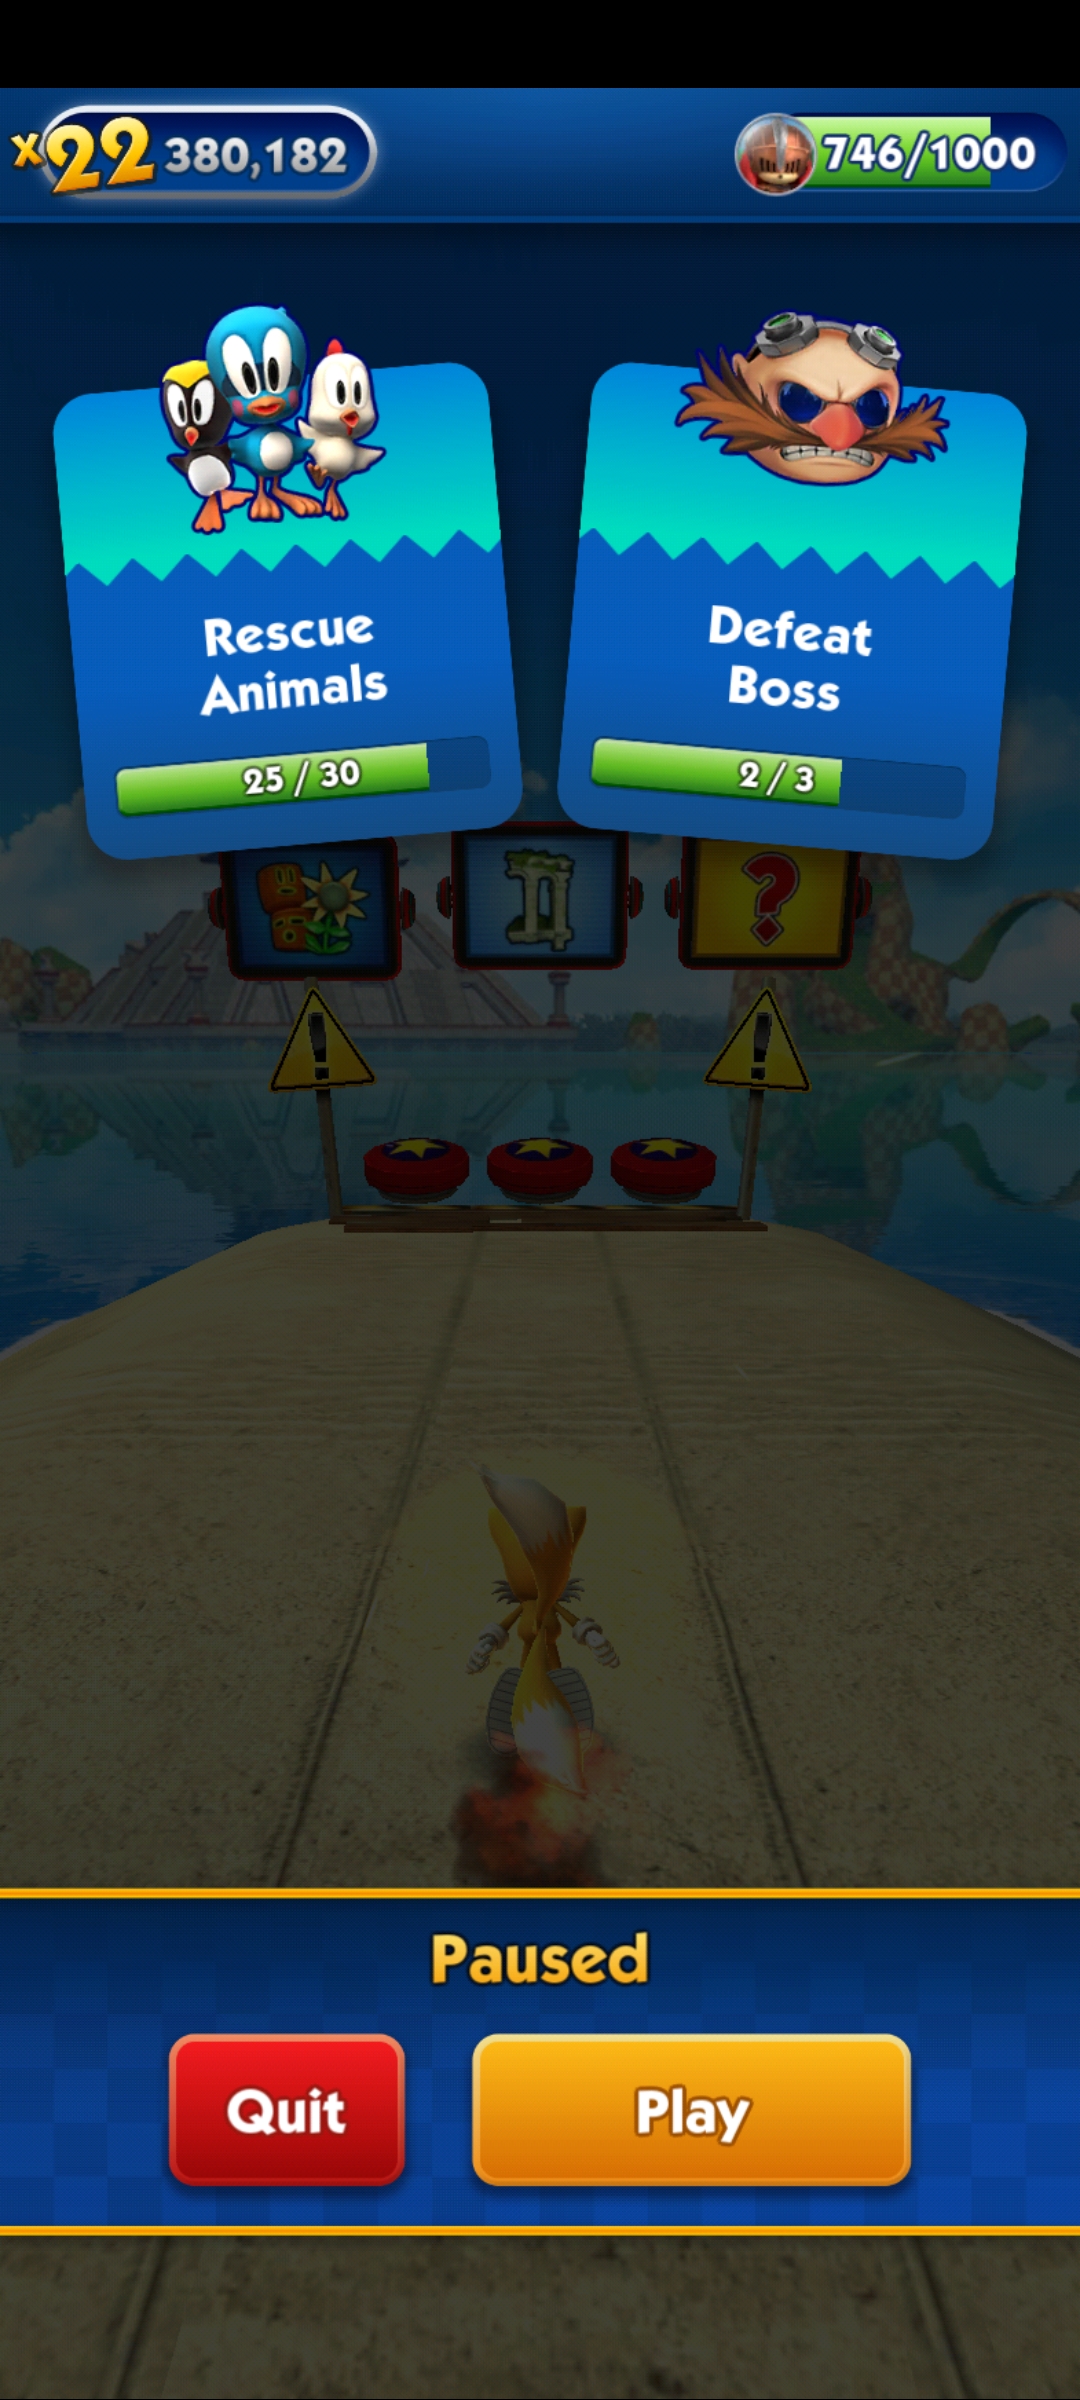 x22 380,182
746/1000
Rescue
Animals
25 / 30
Defeat
Boss
2 / 3
?
!
!
Paused
Quit
Play